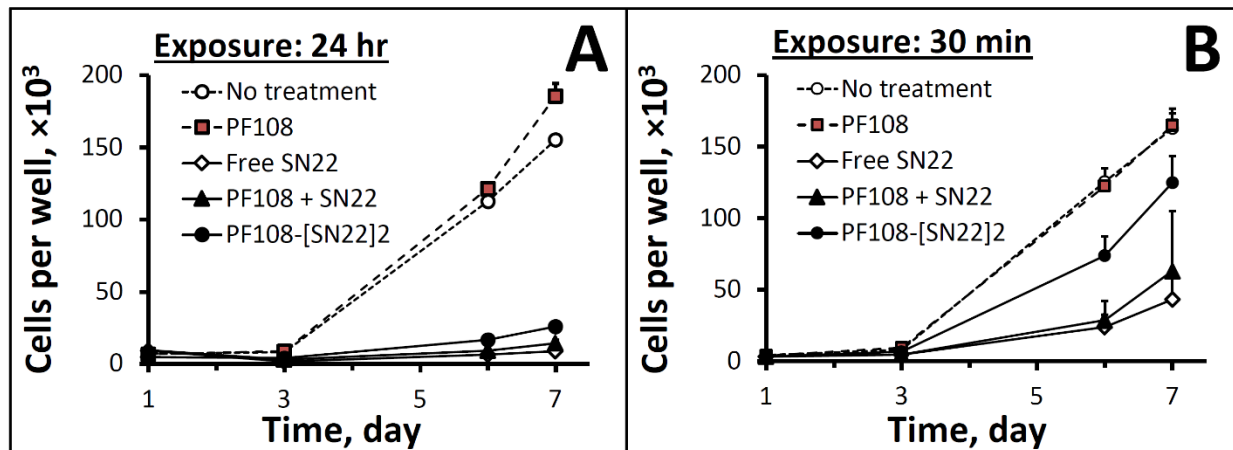 Exposure: 24 hr
A
Cells per well, ×10³
200
150
100
50
0
No treatment
PF108
Free SN22
PF108 + SN22
PF108-[SN22]2
1
3
5
7
Time, day
Exposure: 30 min
B
Cells per well, ×10³
200
150
100
50
0
No treatment
PF108
Free SN22
PF108 + SN22
PF108-[SN22]2
1
3
5
7
Time, day